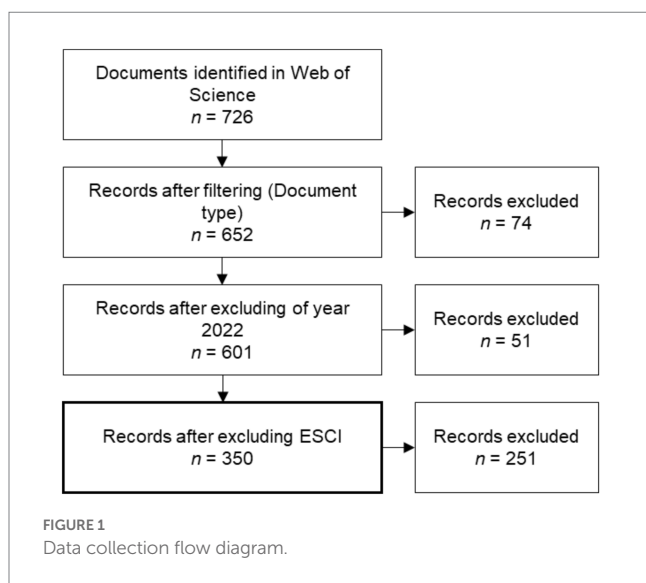 Documents identified in Web of
Science
n = 726
Records after filtering (Document
type)
n = 652
Records excluded
n = 74
Records after excluding of year
2022
n = 601
Records excluded
n = 51
Records after excluding ESCI
n = 350
Records excluded
n = 251
FIGURE 1
Data collection flow diagram.